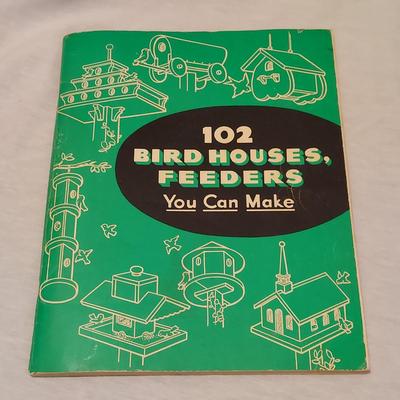 102
BIRD HOUSES,
FEEDERS
You Can Make